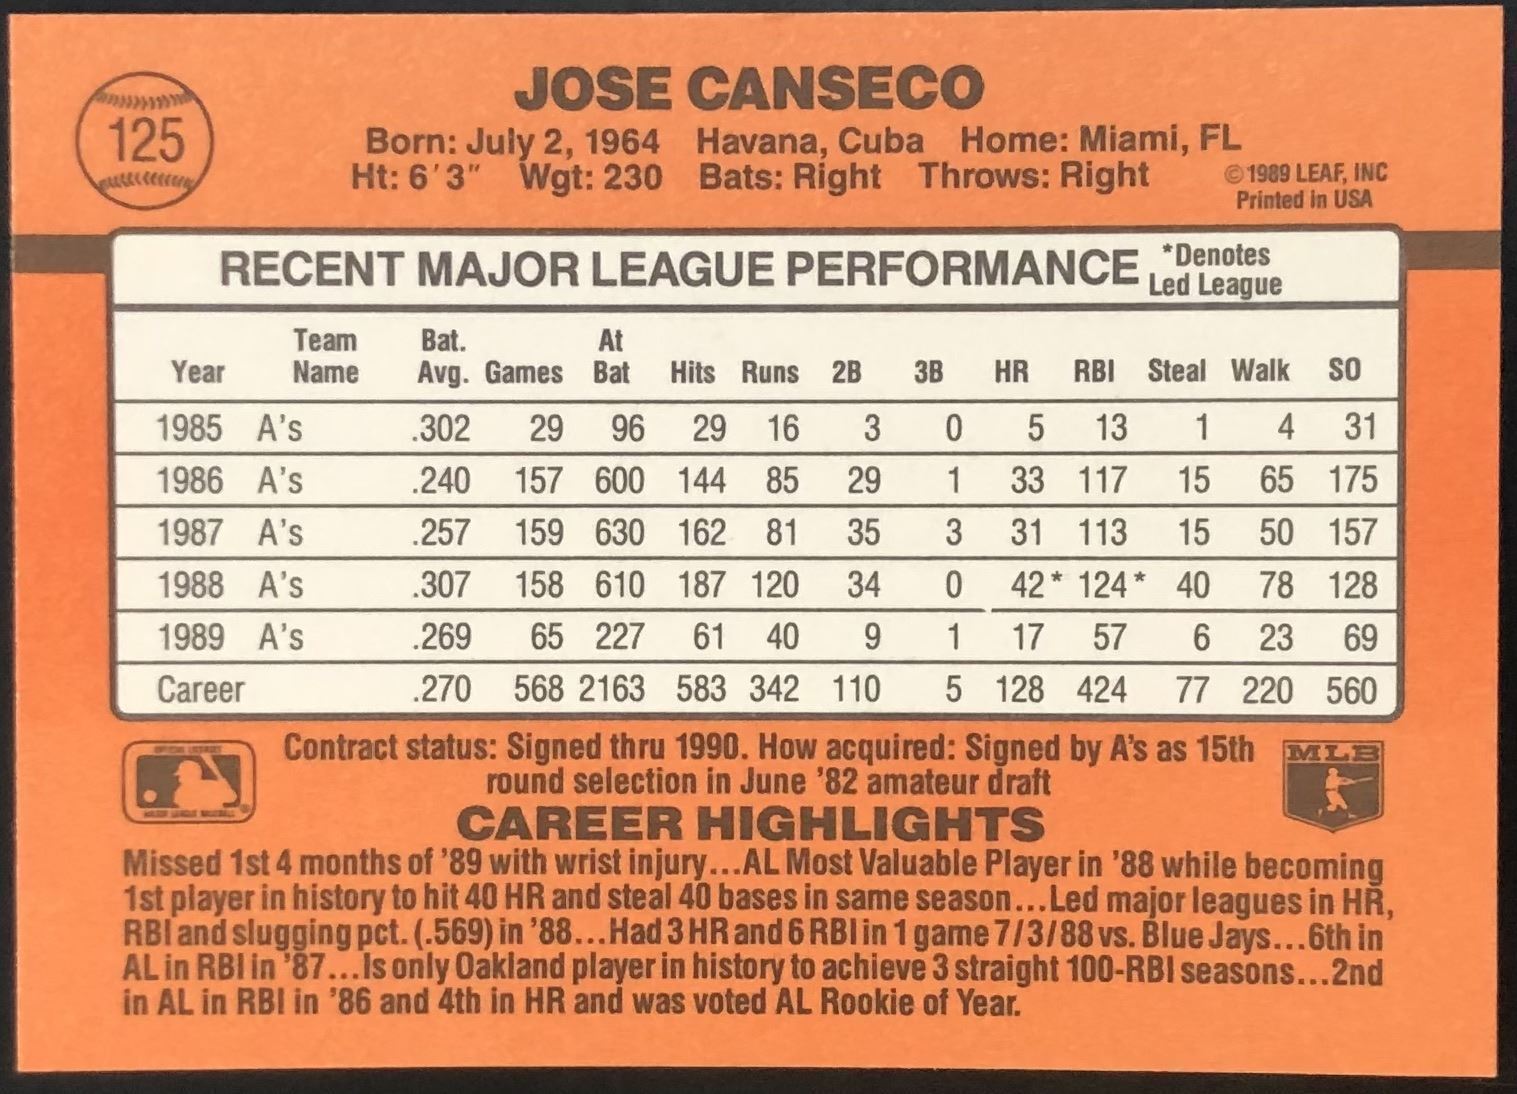 125
JOSE CANSECO
Born: July 2, 1964 Havana, Cuba Home: Miami, FL
Ht: 6'3" Wgt: 230 Bats: Right Throws: Right
©1989 LEAF, INC
Printed in USA
RECENT MAJOR LEAGUE PERFORMANCE *Denotes
Led League
Team Bat. At
Year Name Avg. Games Bat Hits Runs 2B 3B HR RBI Steal Walk SO
1985 A's .302 29 96 29 16 3 0 5 13 1 4 31
1986 A's .240 157 600 144 85 29 1 33 117 15 65 175
1987 A's .257 159 630 162 81 35 3 31 113 15 50 157
1988 A's .307 158 610 187 120 34 0 42* 124* 40 78 128
1989 A's .269 65 227 61 40 9 1 17 57 6 23 69
Career .270 568 2163 583 342 110 5 128 424 77 220 560
Contract status: Signed thru 1990. How acquired: Signed by A's as 15th
round selection in June '82 amateur draft
MLB
CAREER HIGHLIGHTS
Missed 1st 4 months of '89 with wrist injury...AL Most Valuable Player in '88 while becoming
1st player in history to hit 40 HR and steal 40 bases in same season...Led major leagues in HR,
RBI and slugging pct. (.569) in '88...Had 3 HR and 6 RBI in 1 game 7/3/88 vs. Blue Jays...6th in
AL in RBI in '87...Is only Oakland player in history to achieve 3 straight 100-RBI seasons...2nd
in AL in RBI in '86 and 4th in HR and was voted AL Rookie of Year.